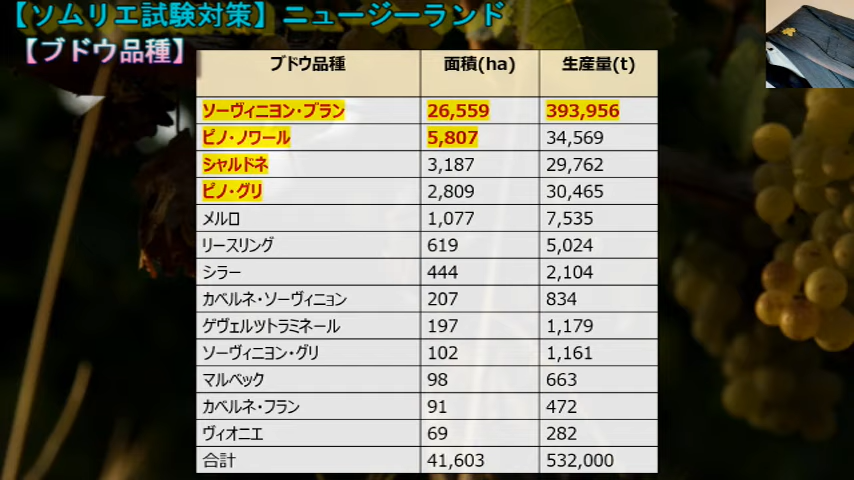 【ソムリエ試験対策】ニュージーランド
【ブドウ品種】
ブドウ品種 面積(ha) 生産量(t)
ソーヴィニヨン・ブラン 26,559 393,956
ピノ・ノワール 5,807 34,569
シャルドネ 3,187 29,762
ピノ・グリ 2,809 30,465
メルロ 1,077 7,535
リースリング 619 5,024
シラー 444 2,104
カベルネ・ソーヴィニョン 207 834
ゲヴェルツトラミネール 197 1,179
ソーヴィニヨン・グリ 102 1,161
マルベック 98 663
カベルネ・フラン 91 472
ヴィオニエ 69 282
合計 41,603 532,000